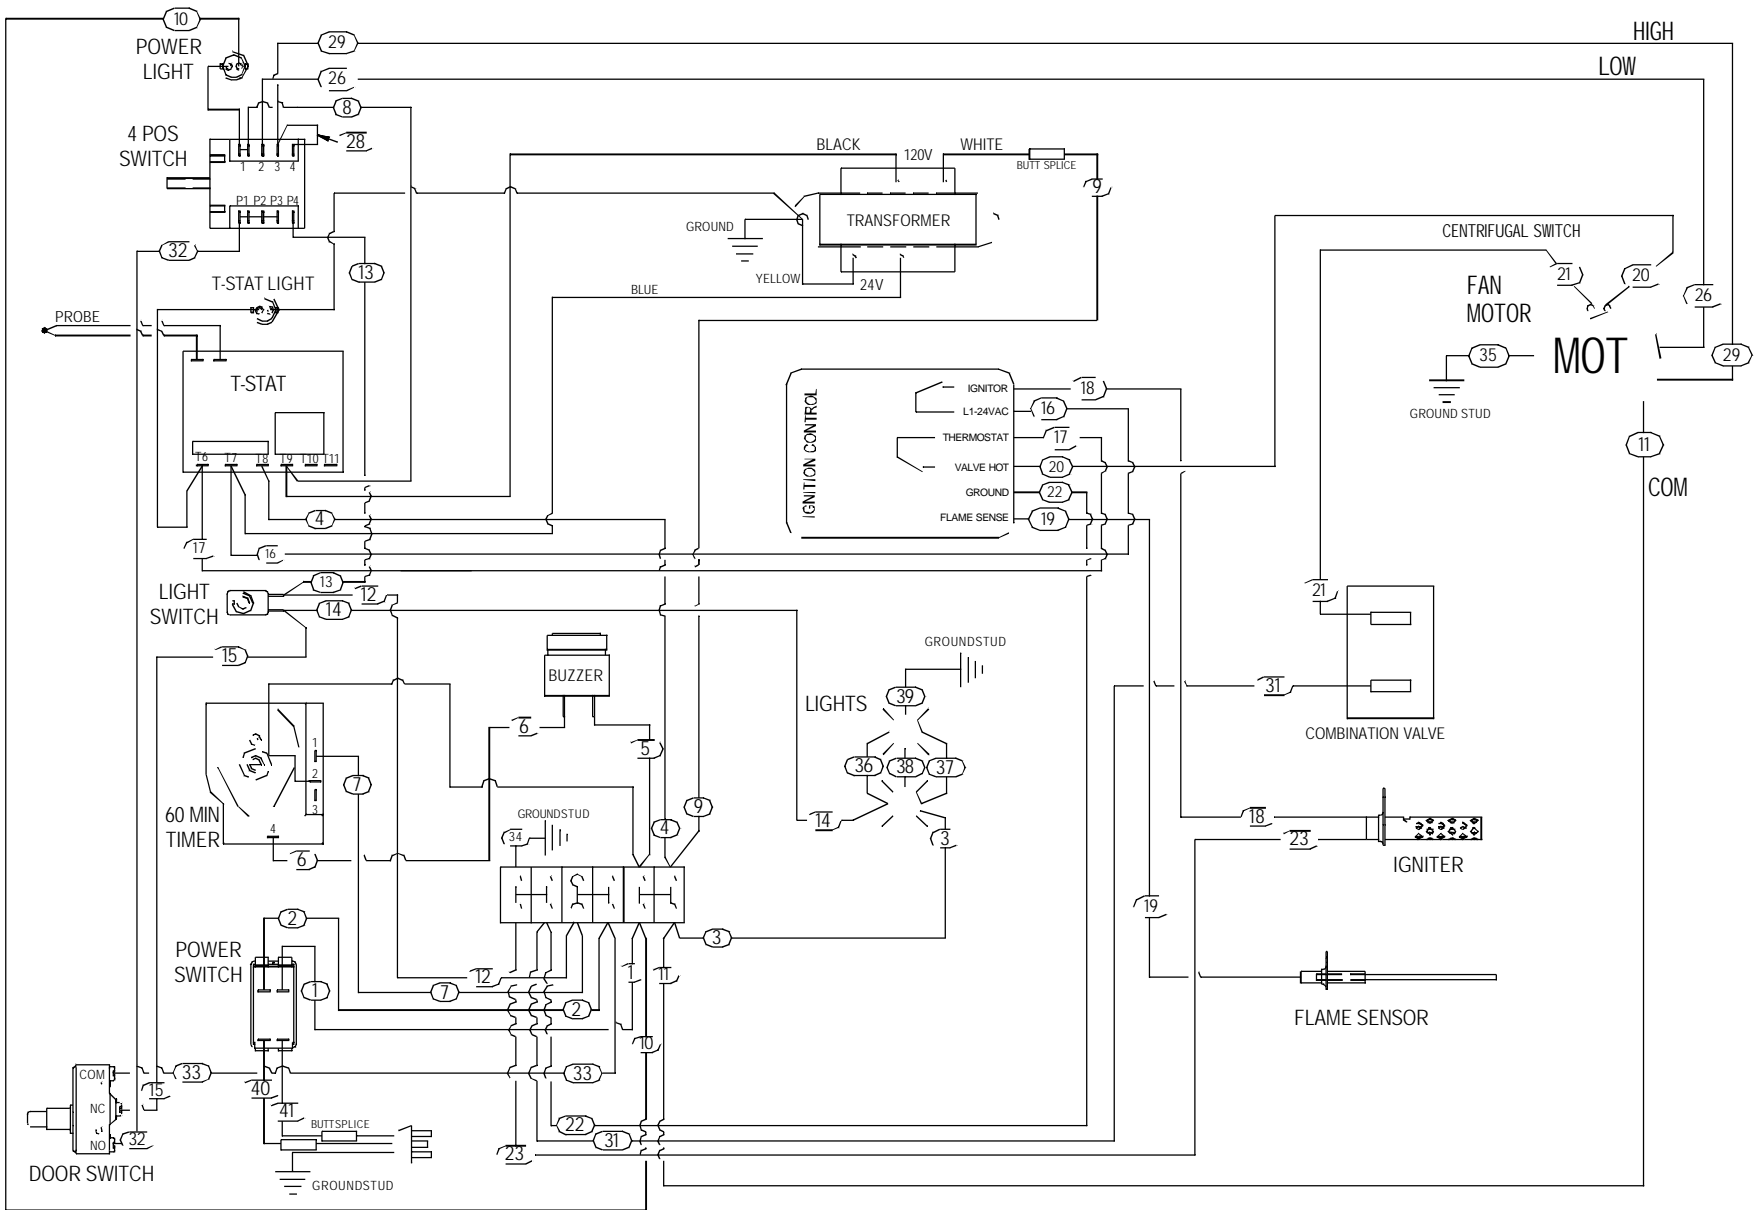 10
POWER
LIGHT
29
HIGH
LOW
26
8
4 POS
SWITCH
28
1 2 3 4
P1 P2 P3 P4
BLACK
120V
WHITE
BUTT SPLICE
9
TRANSFORMER
GROUND
YELLOW
24V
BLUE
32
13
T-STAT LIGHT
PROBE
T-STAT
T6 T7 T8 T9 T10 T11
CENTRIFUGAL SWITCH
21
20
26
FAN
MOTOR
MOT
29
35
GROUND STUD
11
COM
IGNITION CONTROL
IGNITOR
18
L1-24VAC
16
THERMOSTAT
17
VALVE HOT
20
GROUND
22
FLAME SENSE
19
4
17
16
13
12
LIGHT
SWITCH
14
15
21
31
COMBINATION VALVE
BUZZER
6
5
GROUNDSTUD
39
LIGHTS
36
38
37
14
3
1
2
3
4
60 MIN
TIMER
7
6
GROUNDSTUD
34
4
9
18
23
IGNITER
19
2
POWER
SWITCH
1
12
7
2
1
11
10
3
FLAME SENSOR
COM
NC
NO
33
15
32
DOOR SWITCH
40
41
BUTTSPLICE
GROUNDSTUD
33
22
31
23